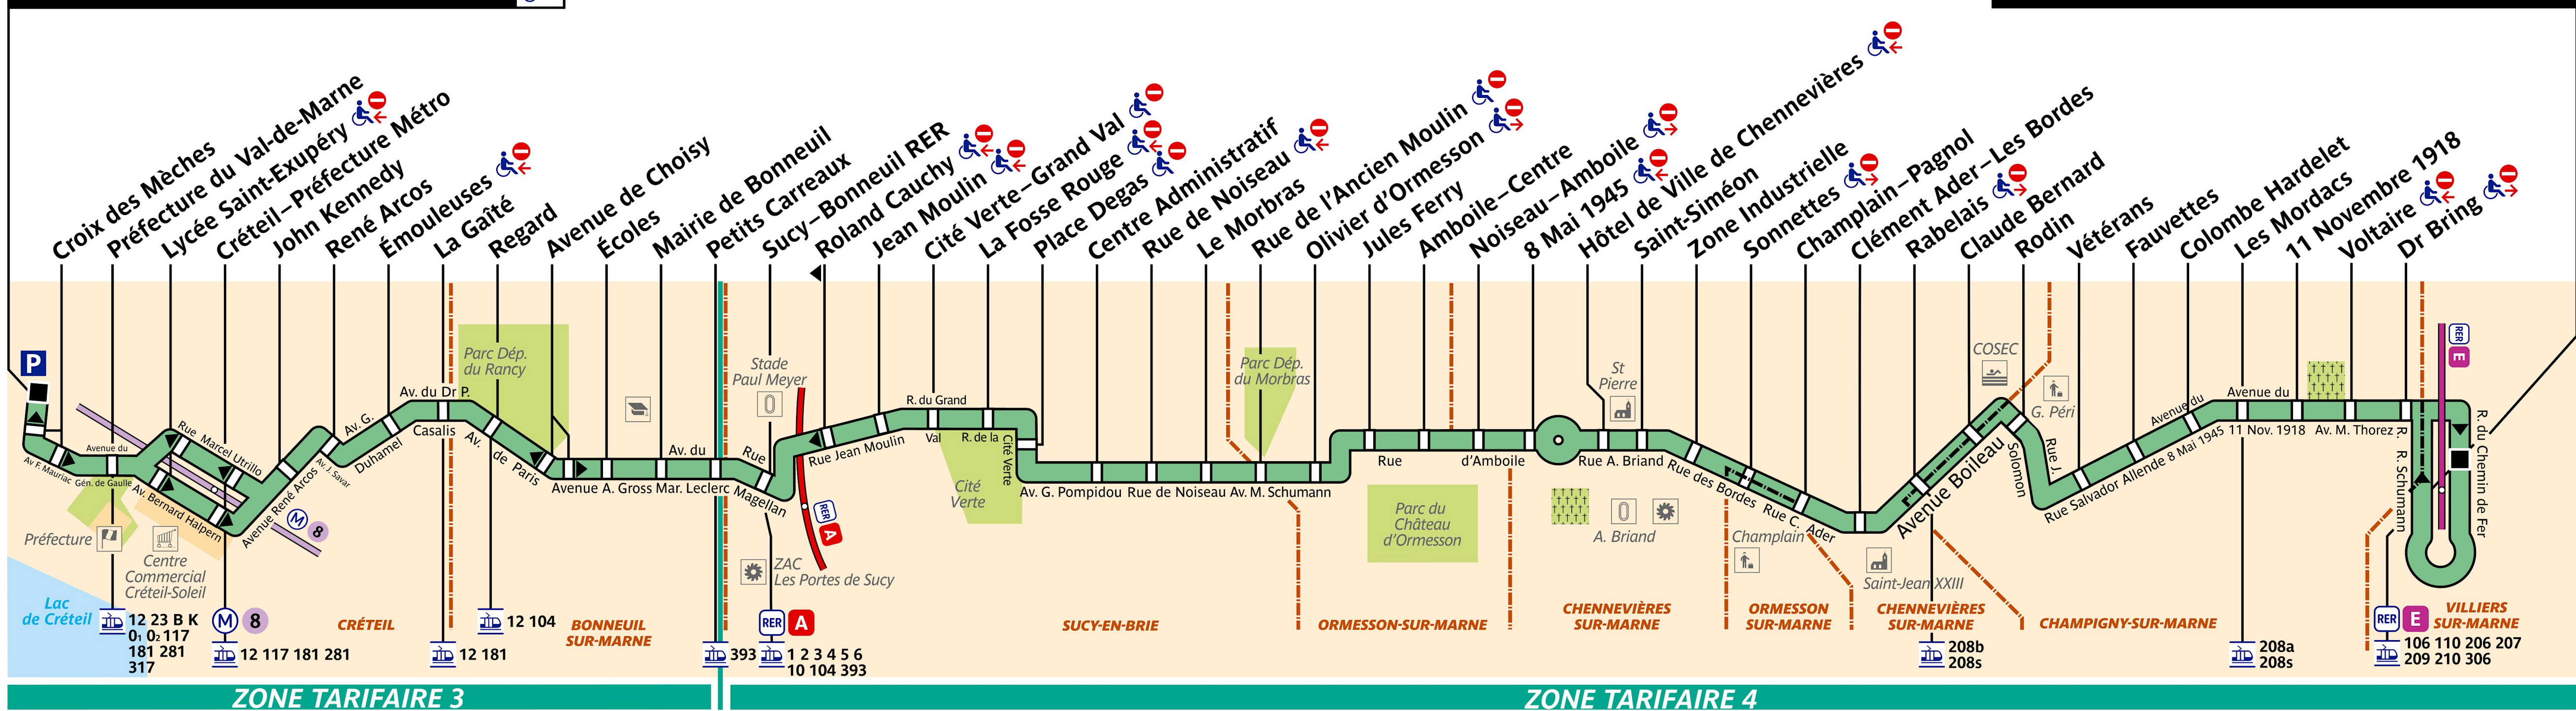 Croix des Mèches
Préfecture du Val-de-Marne
Lycée Saint-Exupéry
Créteil–Préfecture Métro
John Kennedy
René Arcos
Émouleuses
La Gaîté
Regard
Avenue de Choisy
Écoles
Mairie de Bonneuil
Petits Carreaux
Sucy–Bonneuil RER
Roland Cauchy
Jean Moulin
Cité Verte–Grand Val
La Fosse Rouge
Place Degas
Centre Administratif
Rue de Noiseau
Le Morbras
Rue de l'Ancien Moulin
Olivier d'Ormesson
Jules Ferry
Amboile–Centre
Noiseau–Amboile
8 Mai 1945
Hôtel de Ville de Chennevières
Saint-Siméon
Zone Industrielle
Sonnettes
Champlain–Pagnol
Clément Ader–Les Bordes
Rabelais
Claude Bernard
Rodin
Vétérans
Fauvettes
Colombe Hardelet
Les Mordacs
11 Novembre 1918
Voltaire
Dr Bring
P
Av F. Mauriac
Avenue du
Gén. de Gaulle
Rue Marcel Utrillo
Av. Bernard Halpern
Avenue René Arcos
Av. J. Savar
Av. G.
Duhamel
Av. du Dr P.
Casalis
Av.
de Paris
Parc Dép.
du Rancy
Avenue A. Gross
Av. du
Mar. Leclerc
Rue
Magellan
Stade
Paul Meyer
RER
A
ZAC
Les Portes de Sucy
Rue Jean Moulin
R. du Grand
Val
R. de la
Cité Verte
Cité
Verte
Av. G. Pompidou
Rue de Noiseau
Av. M. Schumann
Parc Dép.
du Morbras
Rue
d'Amboile
Parc du
Château
d'Ormesson
St
Pierre
Rue A. Briand
A. Briand
Rue des Bordes
Champlain
Rue C. Ader
Saint-Jean XXIII
Avenue Boileau
COSEC
Solomon
Rue J.
G. Péri
Rue Salvador Allende
Avenue du
8 Mai 1945
Avenue du
11 Nov. 1918
Av. M. Thorez
R.
R. Schumann
R. du Chemin de Fer
RER
E
Préfecture
Centre
Commercial
Créteil-Soleil
M
8
Lac
de Créteil
12 23 B K
O1 O2 117
181 281
317
M 8
12 117 181 281
CRÉTEIL
12 181
12 104
BONNEUIL
SUR-MARNE
393
RER A
1 2 3 4 5 6
10 104 393
SUCY-EN-BRIE
ORMESSON-SUR-MARNE
CHENNEVIÈRES
SUR-MARNE
ORMESSON
SUR-MARNE
CHENNEVIÈRES
SUR-MARNE
208b
208s
CHAMPIGNY-SUR-MARNE
208a
208s
RER E
106 110 206 207
209 210 306
VILLIERS
SUR-MARNE
ZONE TARIFAIRE 3
ZONE TARIFAIRE 4